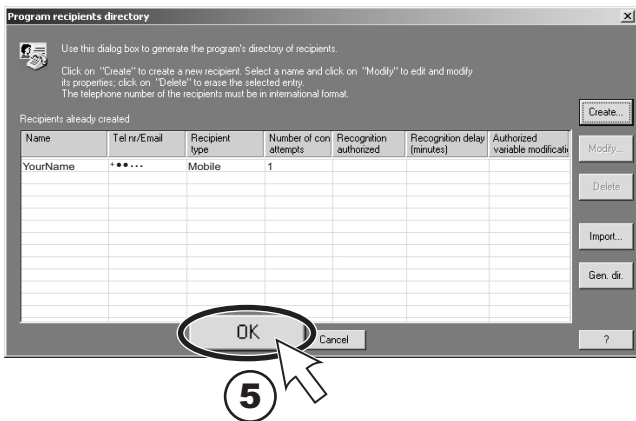 Program recipients directory
Use this dialog box to generate the program's directory of recipients.
Click on "Create" to create a new recipient. Select a name and click on "Modify" to edit and modify
its properties; click on "Delete" to erase the selected entry.
The telephone number of the recipients must be in international format.
Recipients already created
Name Tel nr/Email Recipient type Number of con attempts Recognition authorized Recognition delay (minutes) Authorized variable modificati
YourName +••••• Mobile 1
Create...
Modify...
Delete
Import...
Gen. dir.
OK Cancel ?
5